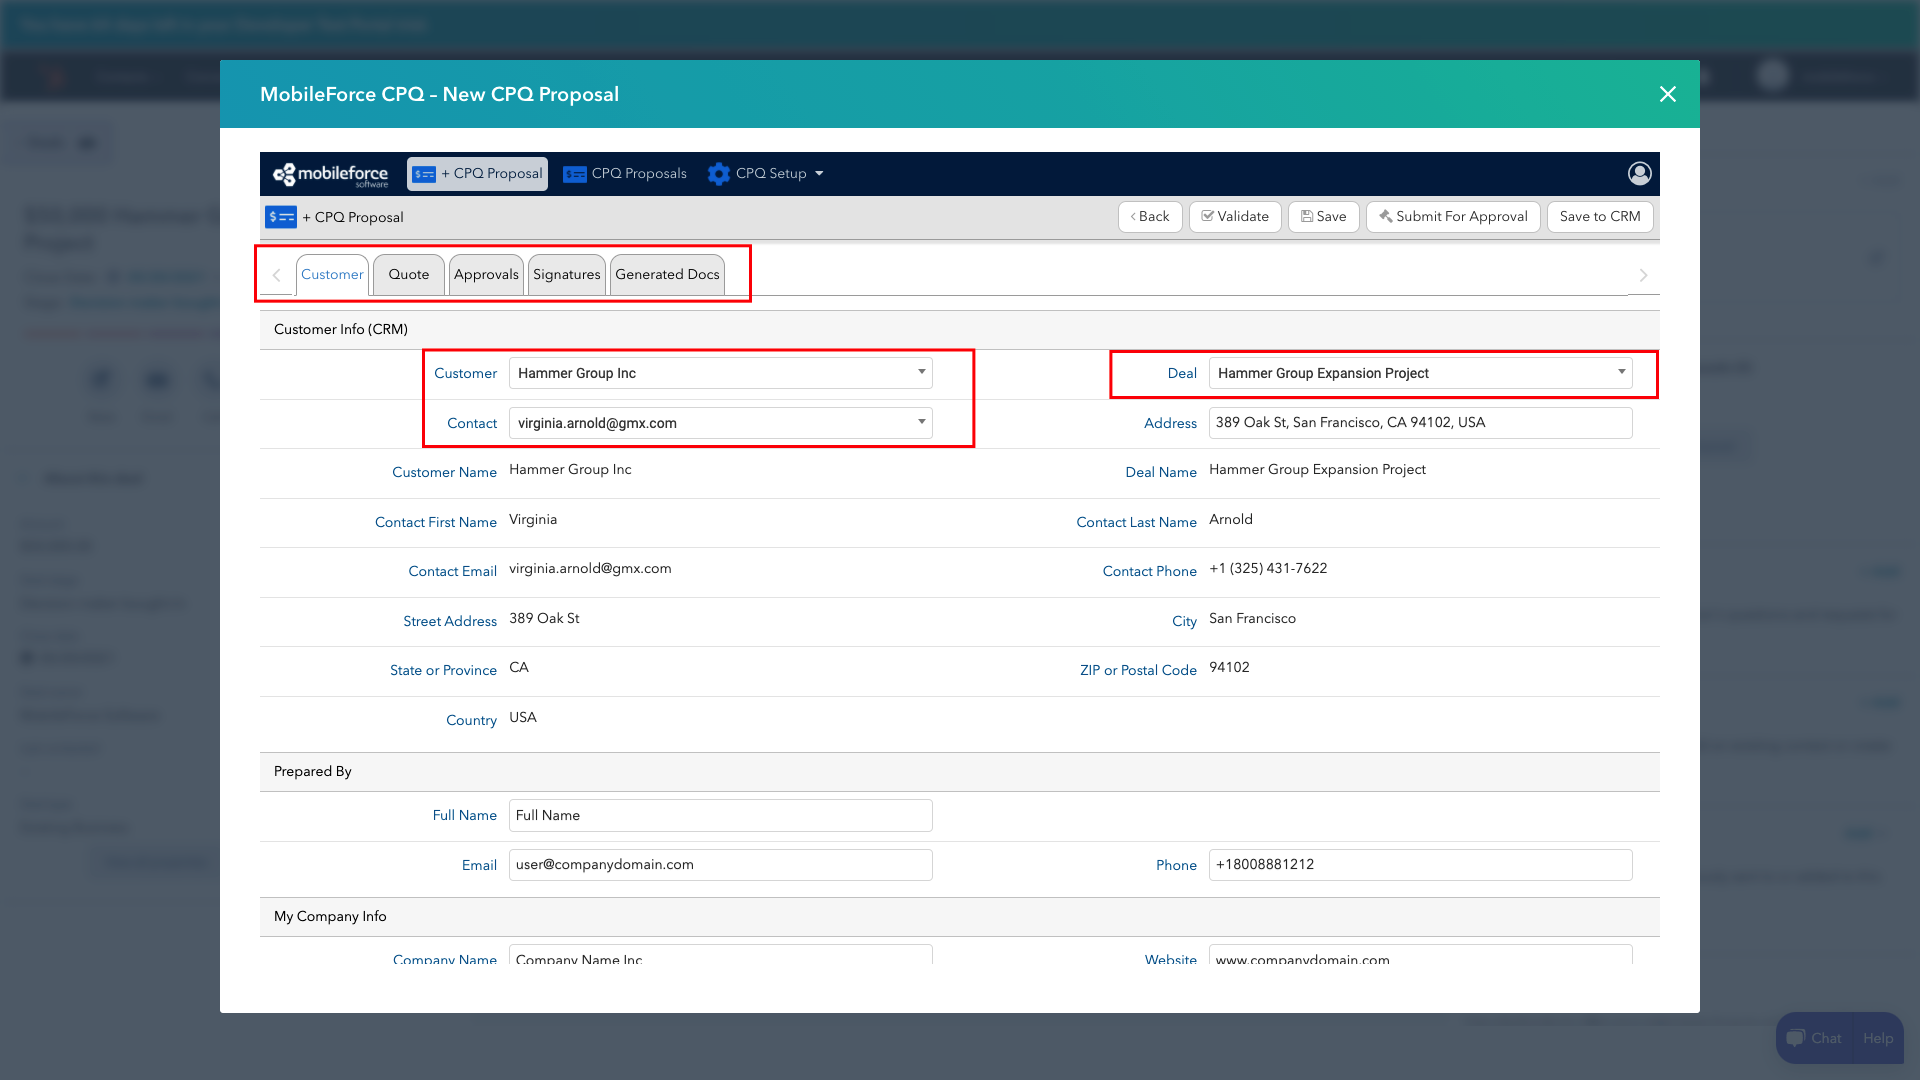 MobileForce CPQ – New CPQ Proposal
mobileforce software + CPQ Proposal CPQ Proposals CPQ Setup
+ CPQ Proposal Back Validate Save Submit For Approval Save to CRM
Customer Quote Approvals Signatures Generated Docs
Customer Info (CRM)
Customer Hammer Group Inc Deal Hammer Group Expansion Project
Contact virginia.arnold@gmx.com Address 389 Oak St, San Francisco, CA 94102, USA
Customer Name Hammer Group Inc Deal Name Hammer Group Expansion Project
Contact First Name Virginia Contact Last Name Arnold
Contact Email virginia.arnold@gmx.com Contact Phone +1 (325) 431-7622
Street Address 389 Oak St City San Francisco
State or Province CA ZIP or Postal Code 94102
Country USA
Prepared By
Full Name Full Name
Email user@companydomain.com Phone +18008881212
My Company Info
Company Name Company Name Inc Website www.companydomain.com
Chat Help